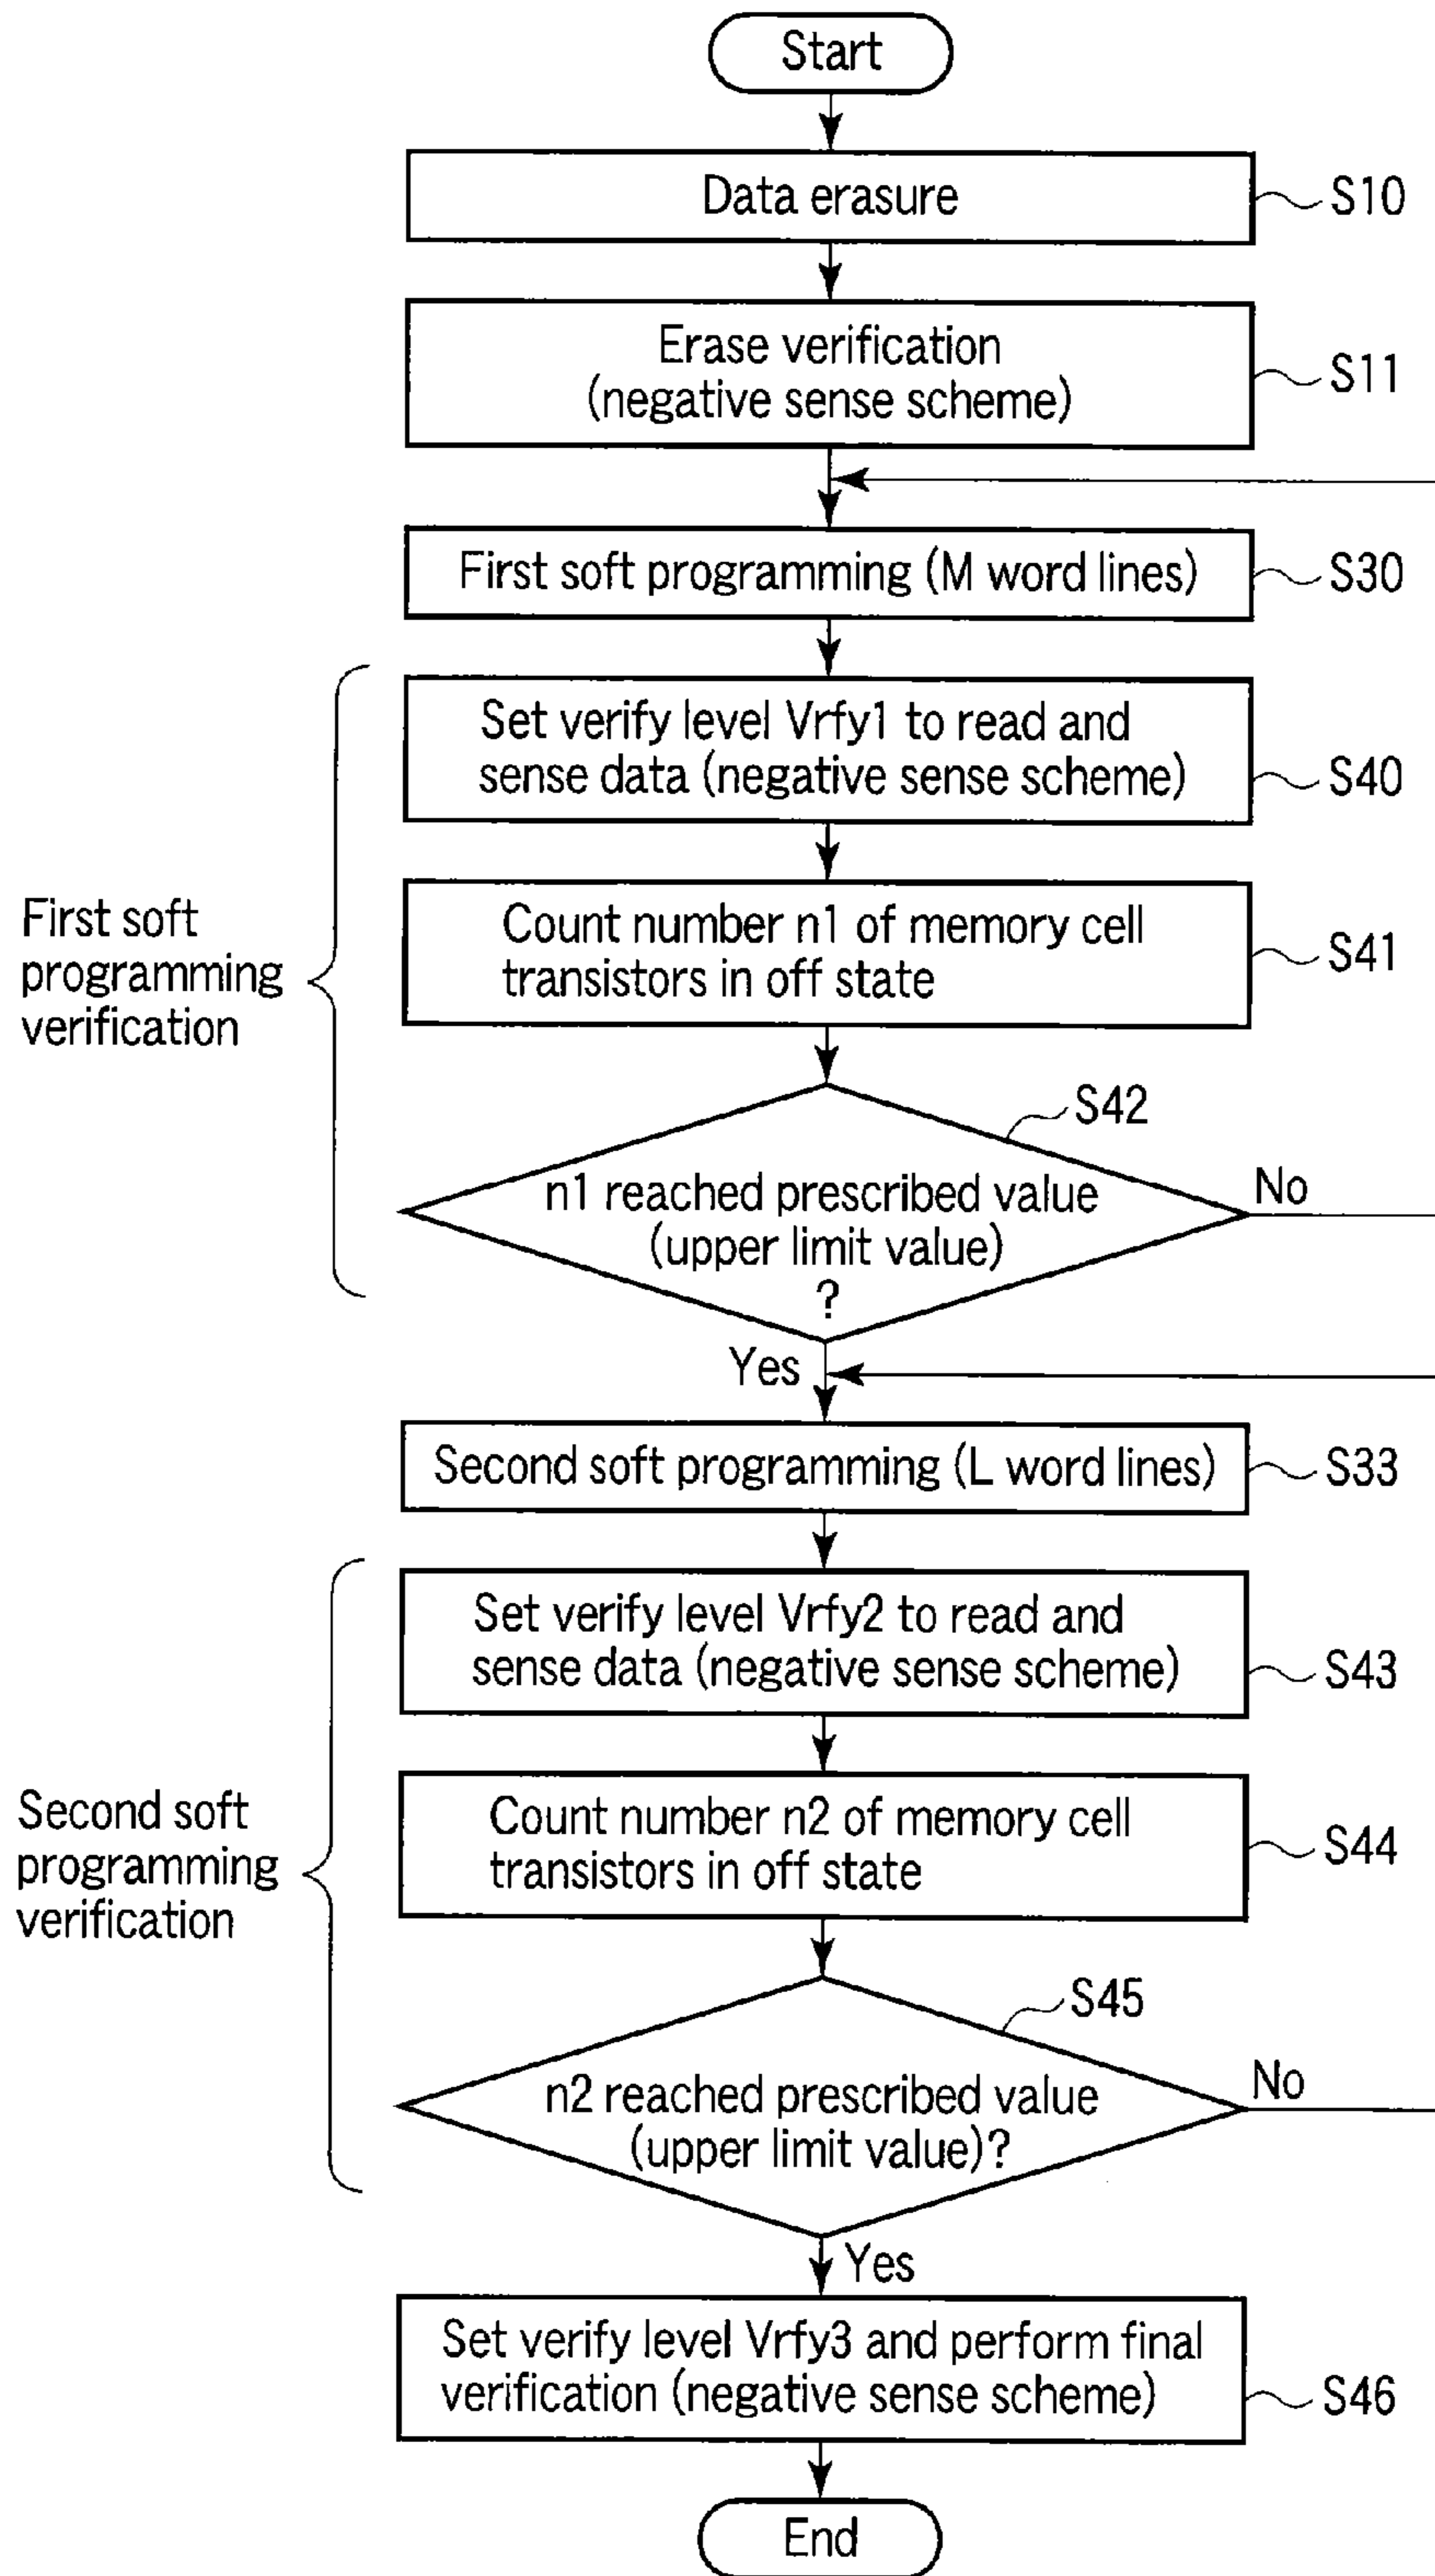 Start
Data erasure
S10
Erase verification
(negative sense scheme)
S11
First soft programming (M word lines)
S30
Set verify level Vrfy1 to read and
sense data (negative sense scheme)
S40
First soft
programming
verification
Count number n1 of memory cell
transistors in off state
S41
S42
n1 reached prescribed value
(upper limit value)
?
No
Yes
Second soft programming (L word lines)
S33
Set verify level Vrfy2 to read and
sense data (negative sense scheme)
S43
Second soft
programming
verification
Count number n2 of memory cell
transistors in off state
S44
S45
n2 reached prescribed value
(upper limit value)?
No
Yes
Set verify level Vrfy3 and perform final
verification (negative sense scheme)
S46
End